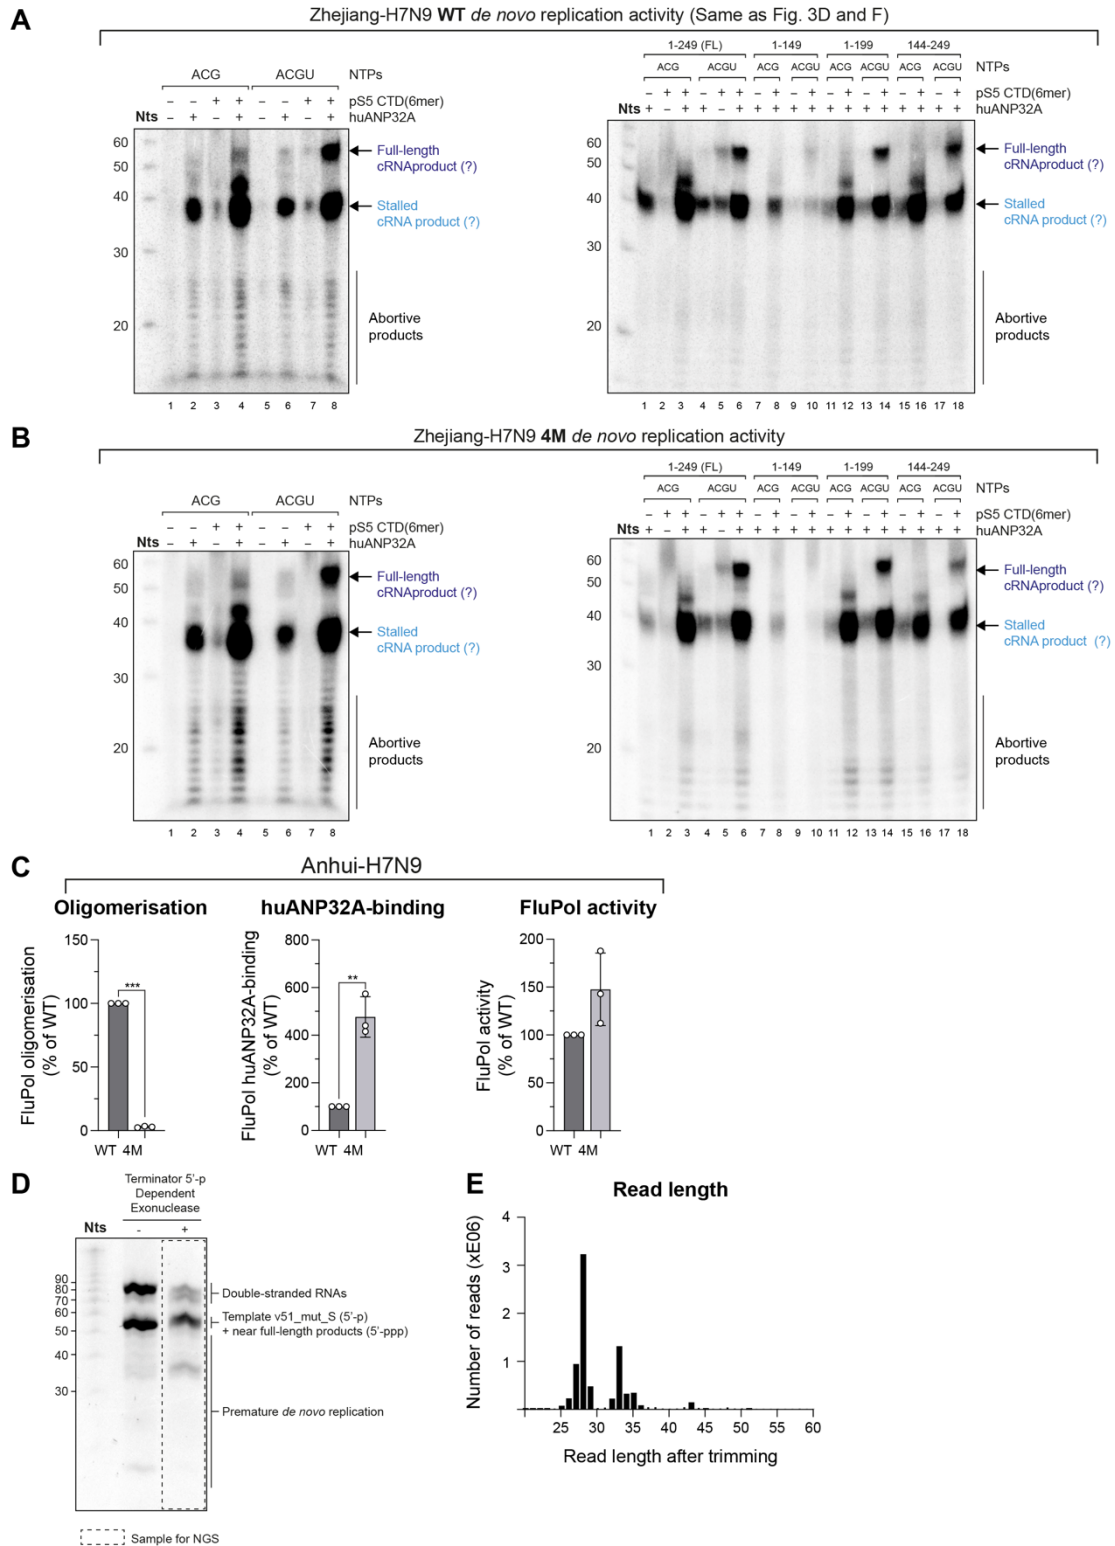 A
Zhejiang-H7N9 WT de novo replication activity (Same as Fig. 3D and F)
ACG ACGU NTPs
– – + + – – + + pS5 CTD(6mer)
– + – + – + – + huANP32A
Nts
60
50
40
30
20
Full-length
cRNAproduct (?)
Stalled
cRNA product (?)
Abortive
products
1 2 3 4 5 6 7 8
1-249 (FL) 1-149 1-199 144-249
ACG ACGU ACG ACGU ACG ACGU ACG ACGU NTPs
– + + – + + – + – + – + – + – + – + pS5 CTD(6mer)
Nts + – + + – + + + + + + + + + + + + + huANP32A
60
50
40
30
20
Full-length
cRNAproduct (?)
Stalled
cRNA product (?)
Abortive
products
1 2 3 4 5 6 7 8 9 10 11 12 13 14 15 16 17 18
B
Zhejiang-H7N9 4M de novo replication activity
ACG ACGU NTPs
– – + + – – + + pS5 CTD(6mer)
– + – + – + – + huANP32A
Nts
60
50
40
30
20
Full-length
cRNAproduct (?)
Stalled
cRNA product (?)
Abortive
products
1 2 3 4 5 6 7 8
1-249 (FL) 1-149 1-199 144-249
ACG ACGU ACG ACGU ACG ACGU ACG ACGU NTPs
– + + – + + – + – + – + – + – + – + pS5 CTD(6mer)
Nts + – + + – + + + + + + + + + + + + + huANP32A
60
50
40
30
20
Full-length
cRNAproduct (?)
Stalled
cRNA product (?)
Abortive
products
1 2 3 4 5 6 7 8 9 10 11 12 13 14 15 16 17 18
C
Anhui-H7N9
Oligomerisation
FluPol oligomerisation
(% of WT)
150
100
50
0
***
WT 4M
huANP32A-binding
FluPol huANP32A-binding
(% of WT)
800
600
400
200
0
**
WT 4M
FluPol activity
FluPol activity
(% of WT)
200
150
100
50
0
WT 4M
D
Terminator 5'-p
Dependent
Exonuclease
Nts - +
90
80
70
60
50
40
30
Double-stranded RNAs
Template v51_mut_S (5'-p)
+ near full-length products (5'-ppp)
Premature de novo replication
Sample for NGS
E
Read length
Number of reads (xE06)
4
3
2
1
25 29 35 39 45 50 55 60
Read length after trimming